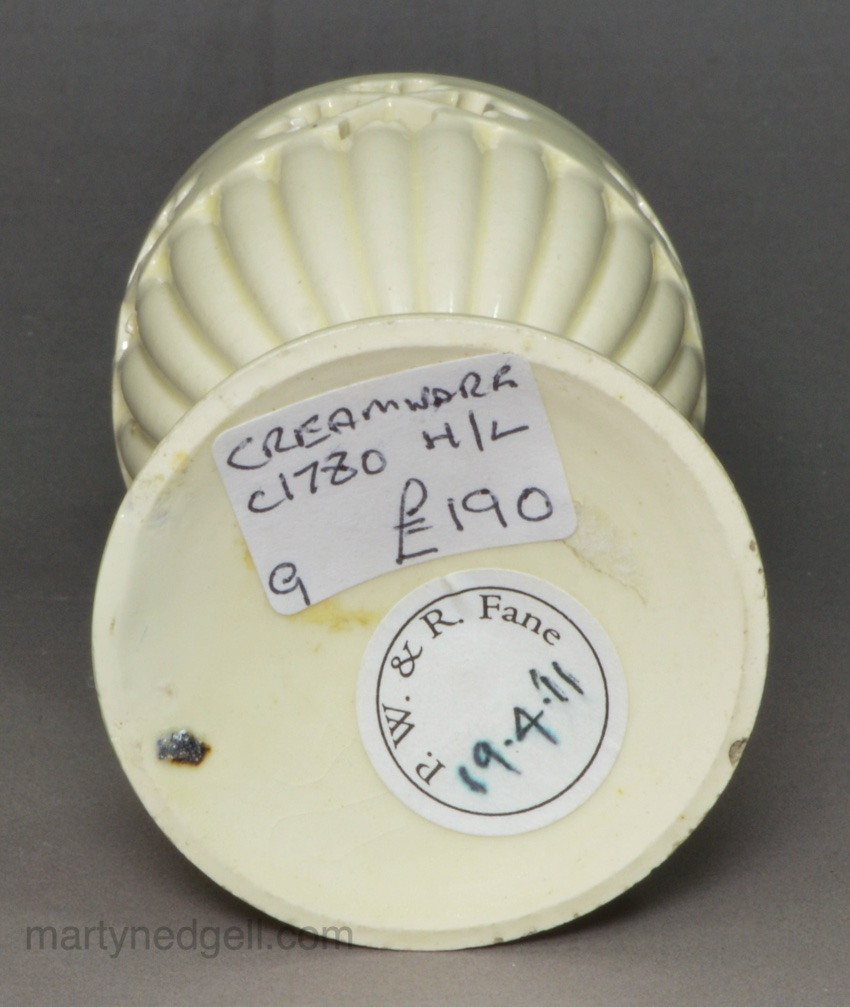 CREAMWARE
C1780 H/L
£190
9
P. W. & R. Fane
19.4.11
martynedgell.com